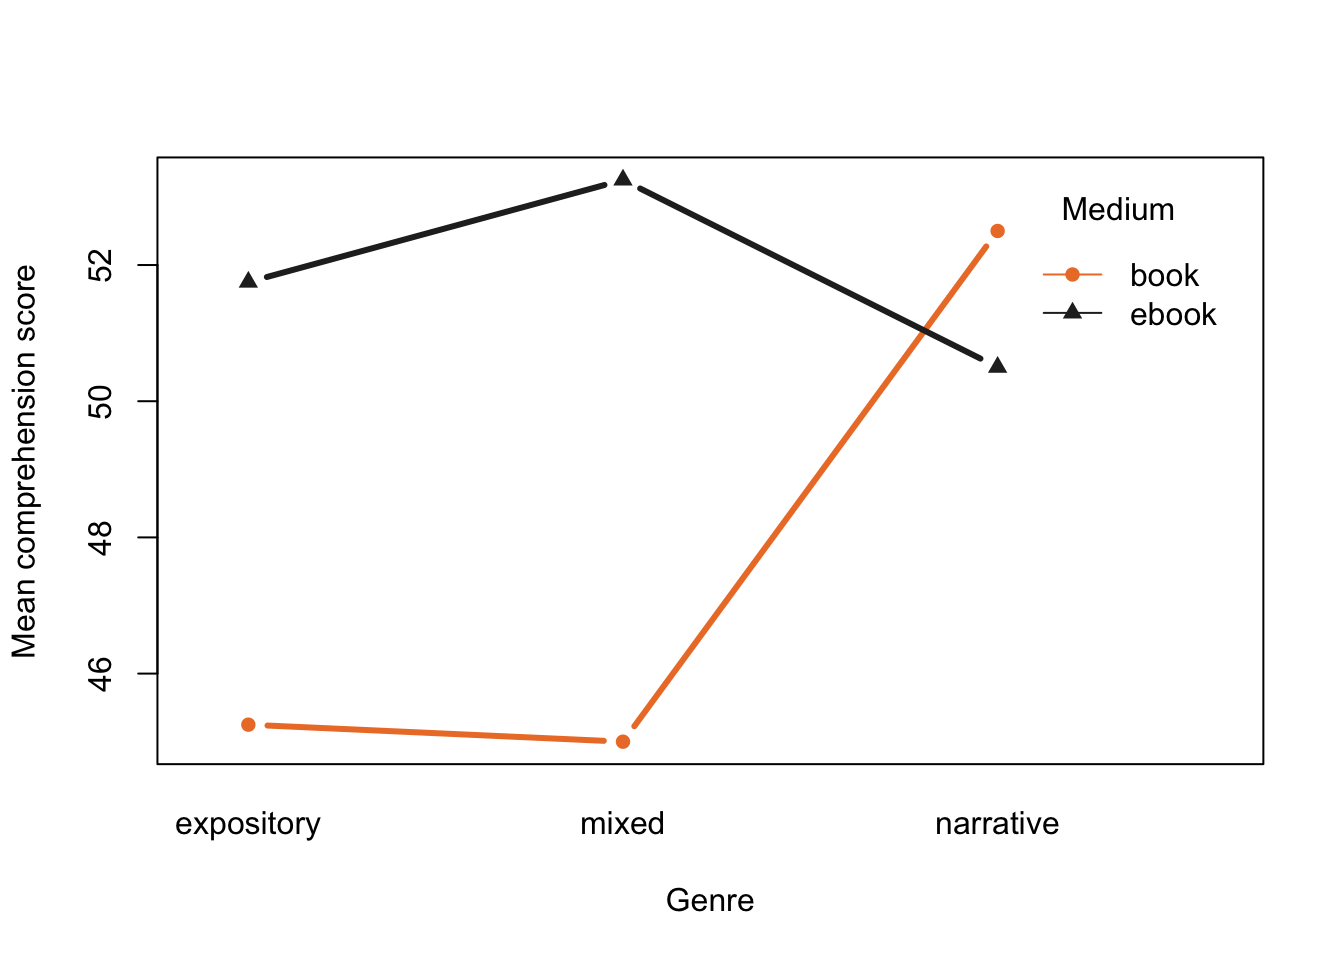 Medium
book
ebook
Mean comprehension score
52
50
48
46
expository mixed narrative
Genre